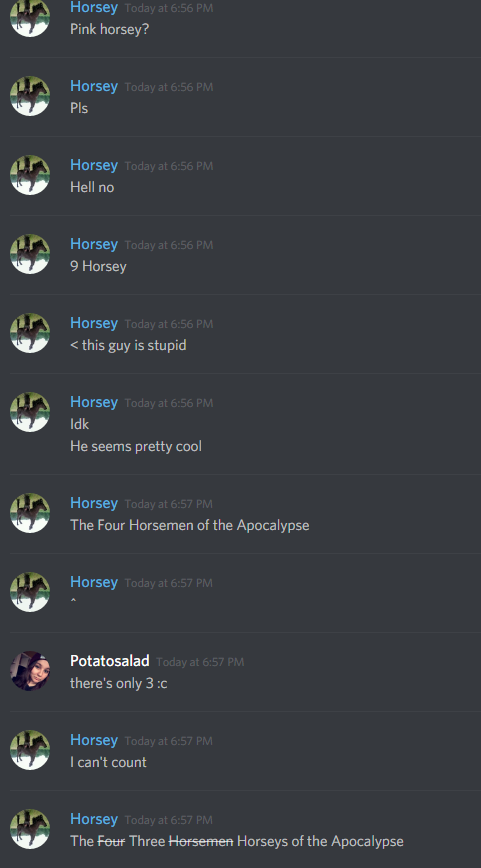 Horsey Today at 6:56 PM
Pink horsey?
Horsey Today at 6:56 PM
Pls
Horsey Today at 6:56 PM
Hell no
Horsey Today at 6:56 PM
9 Horsey
Horsey Today at 6:56 PM
< this guy is stupid
Horsey Today at 6:56 PM
Idk
He seems pretty cool
Horsey Today at 6:57 PM
The Four Horsemen of the Apocalypse
Horsey Today at 6:57 PM
^
Potatosalad Today at 6:57 PM
there's only 3 :c
Horsey Today at 6:57 PM
I can't count
Horsey Today at 6:57 PM
The Four Three Horsemen Horseys of the Apocalypse